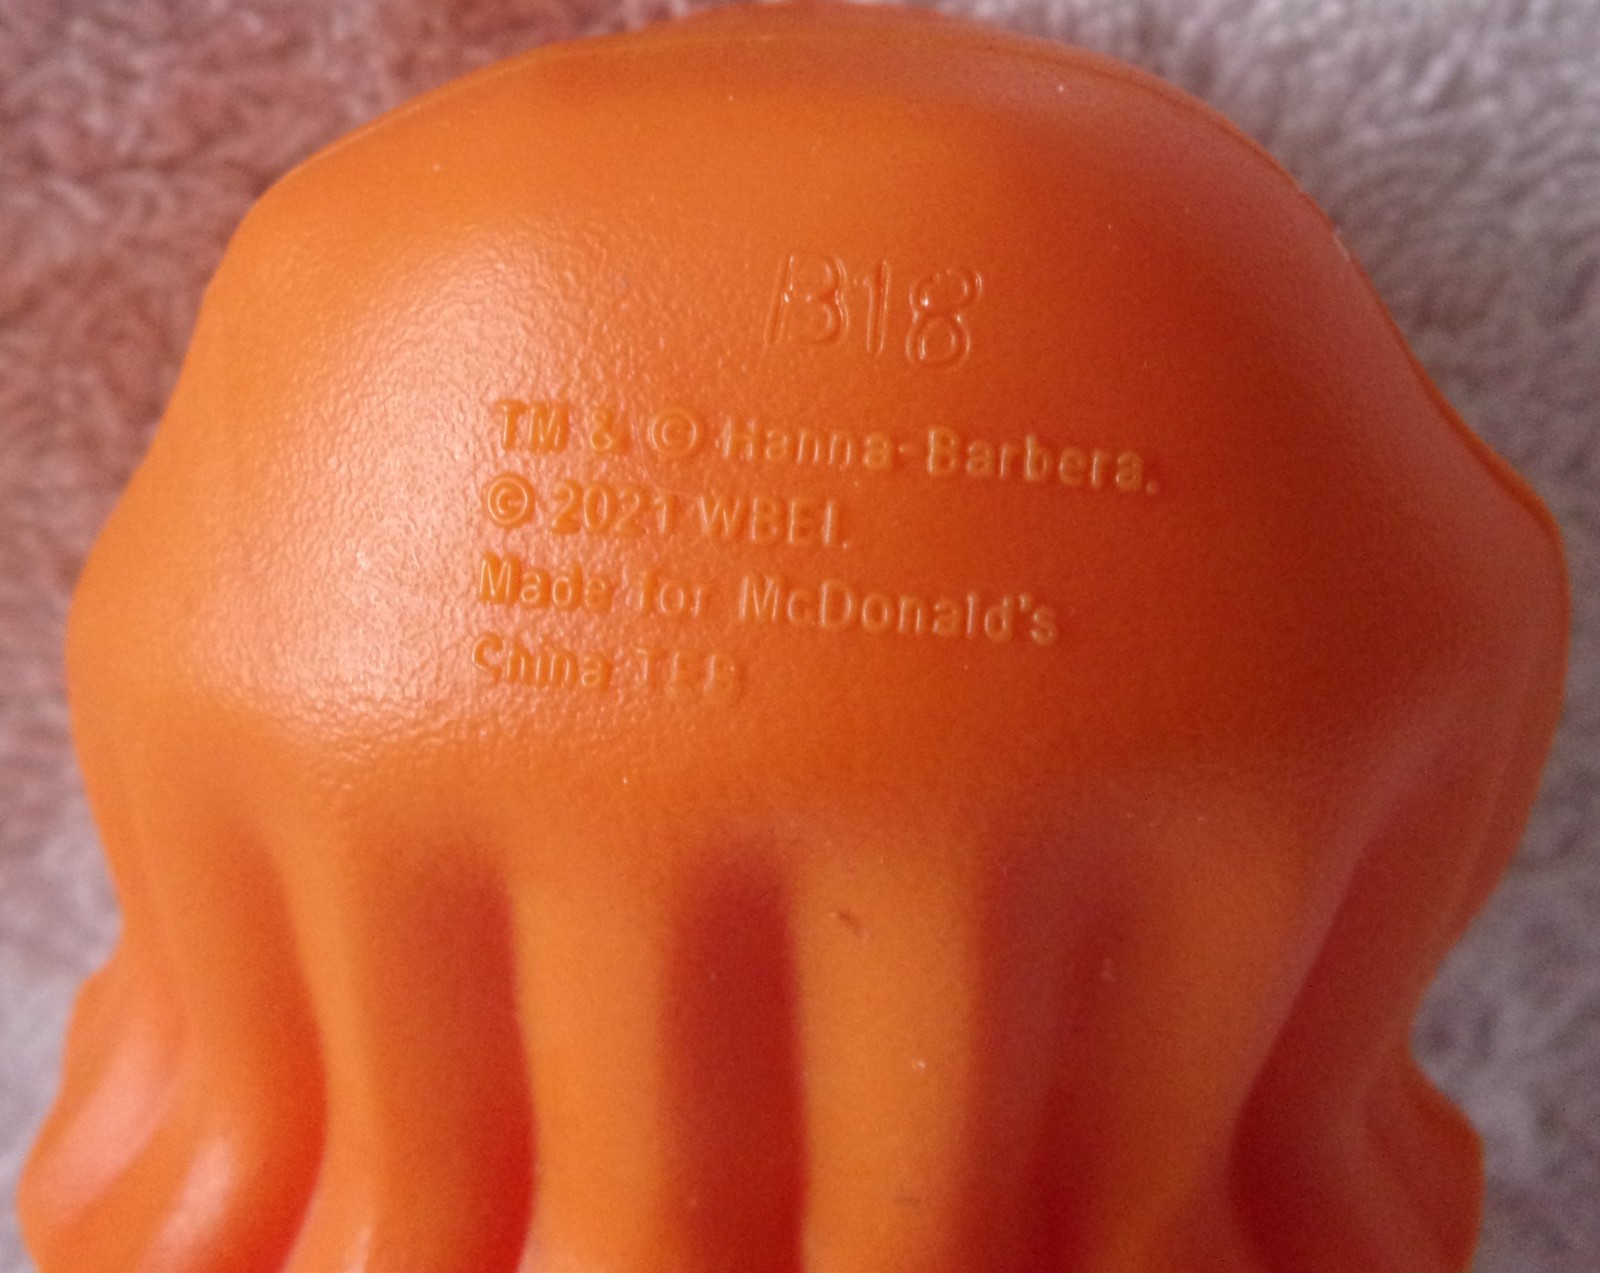 B18
TM & © Hanna-Barbera.
© 2021 WBEI.
Made for McDonald's
China